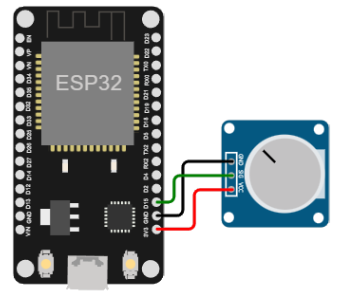 EN
VP
VN
D34
D35
D32
D33
D25
D26
D27
D14
D12
D13
GND
VIN
ESP32
D23
D22
TX0
RX0
D21
D19
D18
D5
TX2
RX2
D4
D2
D15
GND
3V3
GND
SIG
VCC